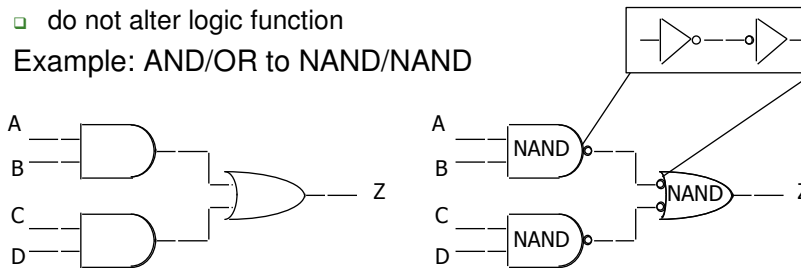 do not alter logic function
Example: AND/OR to NAND/NAND
A
B
C
D
Z
A
B
C
D
NAND
NAND
NAND
Z